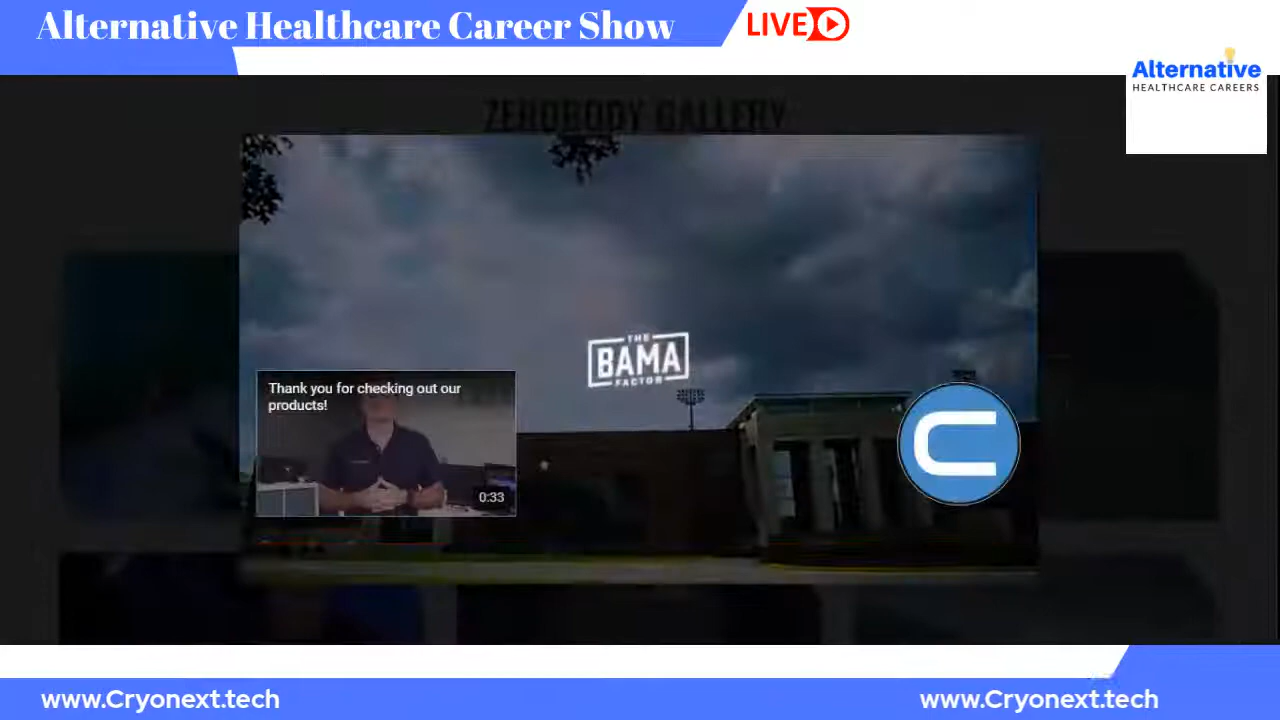 Alternative Healthcare Career Show
LIVE
Alternative
HEALTHCARE CAREERS
ZEROBODY GALLERY
THE
BAMA
FACTOR
Thank you for checking out our
products!
0:33
C
www.Cryonext.tech
www.Cryonext.tech